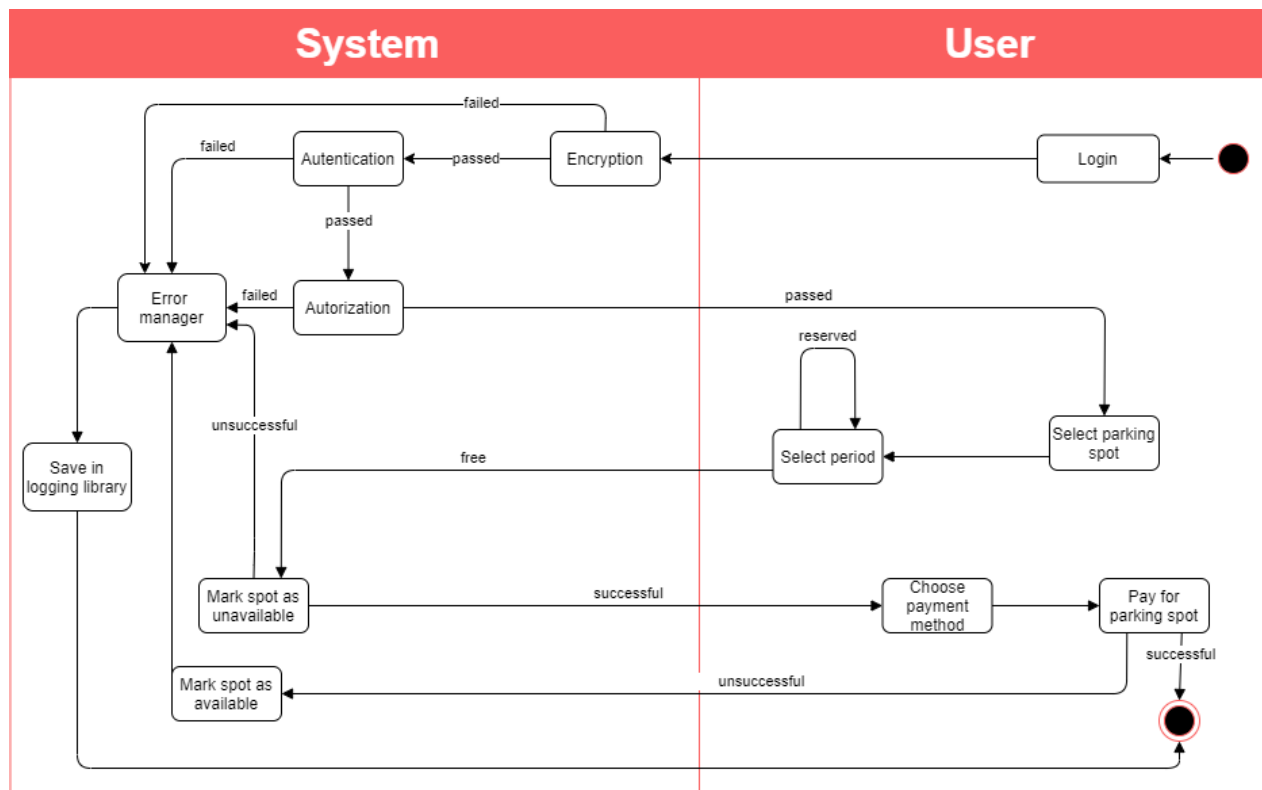 System
User
failed
failed
Autentication
passed
Encryption
Login
passed
Error
manager
failed
Autorization
passed
reserved
unsuccessful
Select parking
spot
Select period
free
Save in
logging library
Mark spot as
unavailable
successful
Choose
payment
method
Pay for
parking spot
successful
Mark spot as
available
unsuccessful